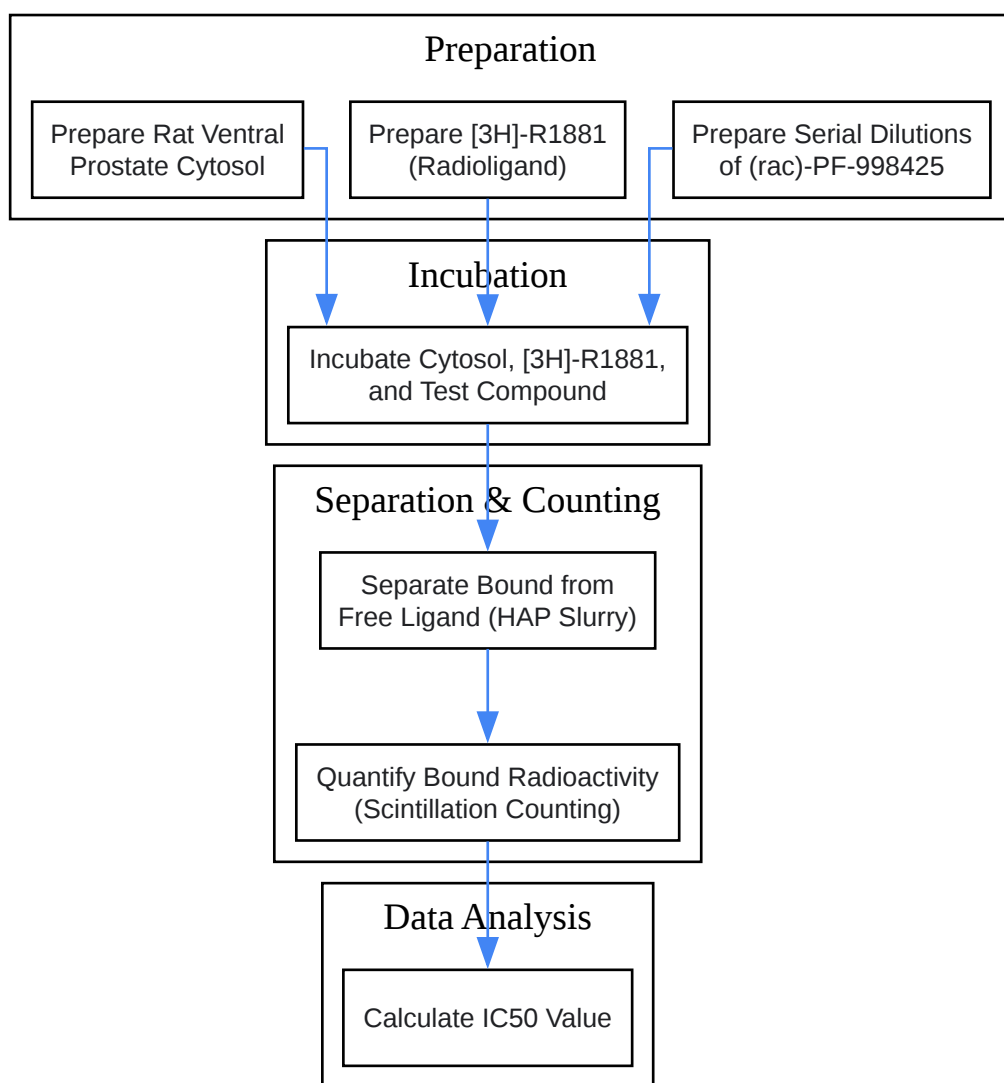 Preparation
Prepare Rat Ventral
Prostate Cytosol
Prepare [3H]-R1881
(Radioligand)
Prepare Serial Dilutions
of (rac)-PF-998425
Incubation
Incubate Cytosol, [3H]-R1881,
and Test Compound
Separation & Counting
Separate Bound from
Free Ligand (HAP Slurry)
Quantify Bound Radioactivity
(Scintillation Counting)
Data Analysis
Calculate IC50 Value